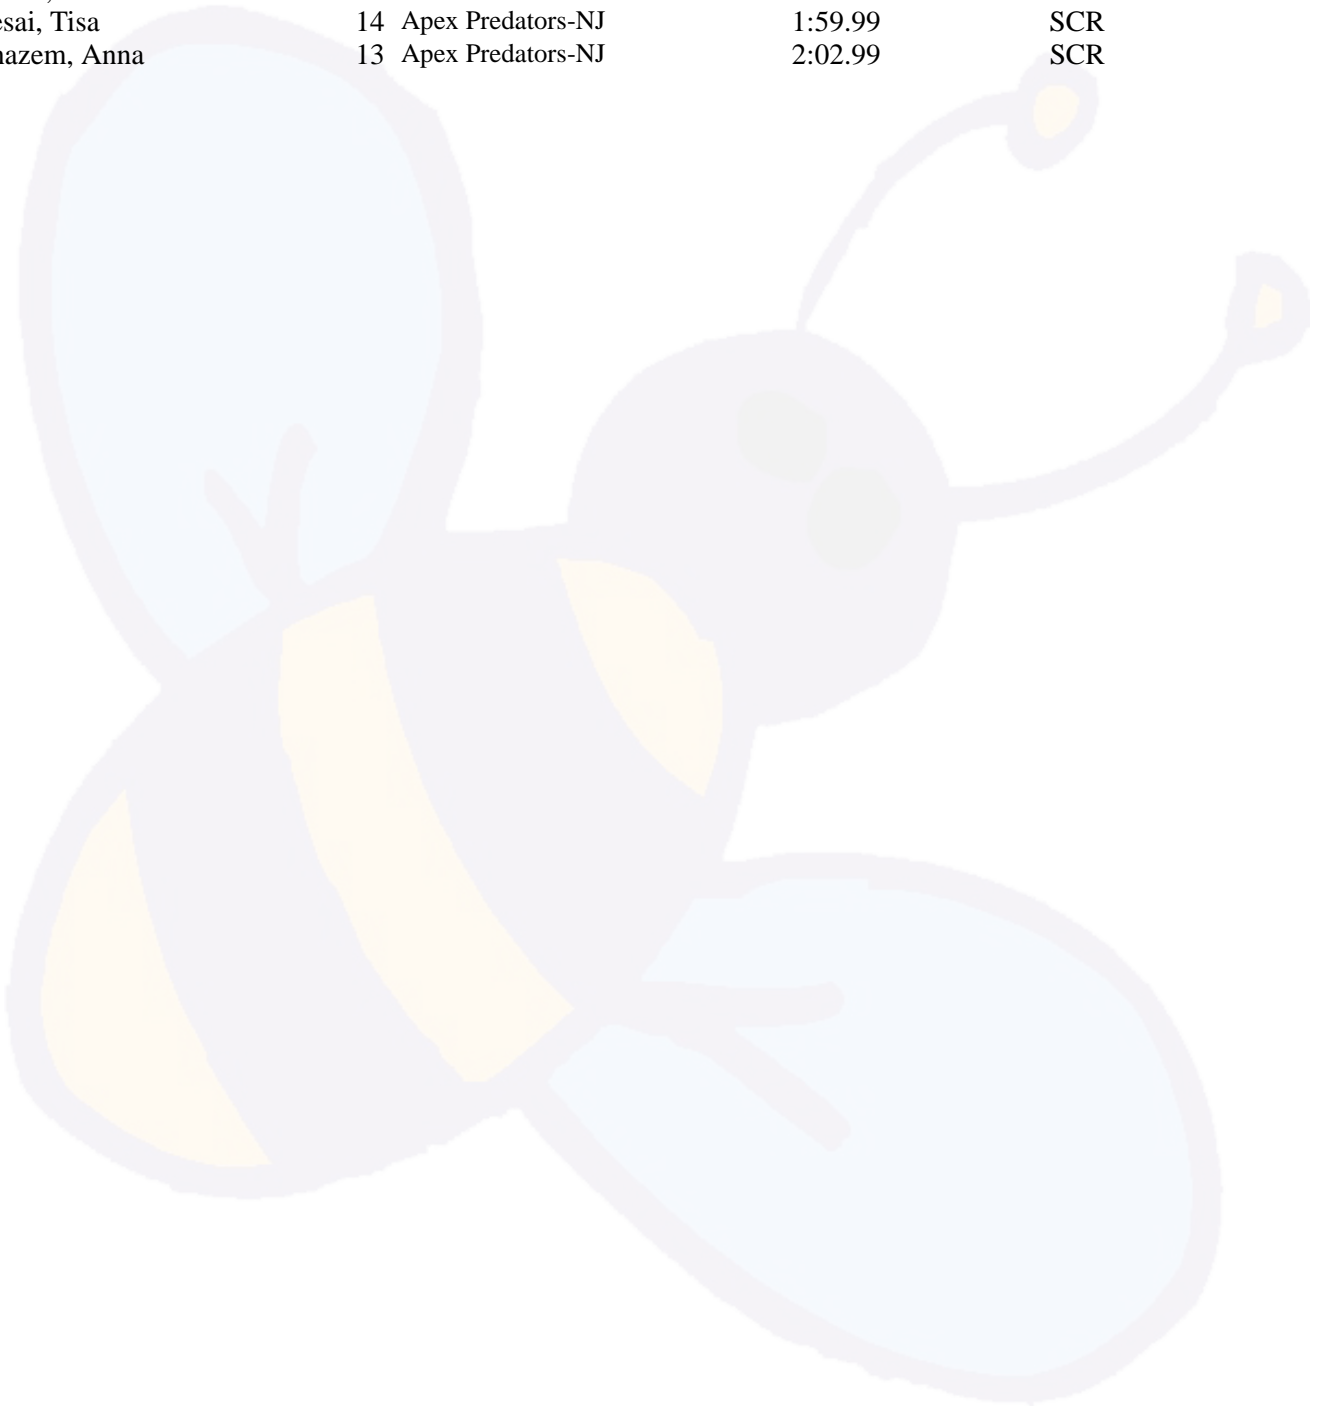 esai, Tisa 14 Apex Predators-NJ 1:59.99 SCR
nazem, Anna 13 Apex Predators-NJ 2:02.99 SCR